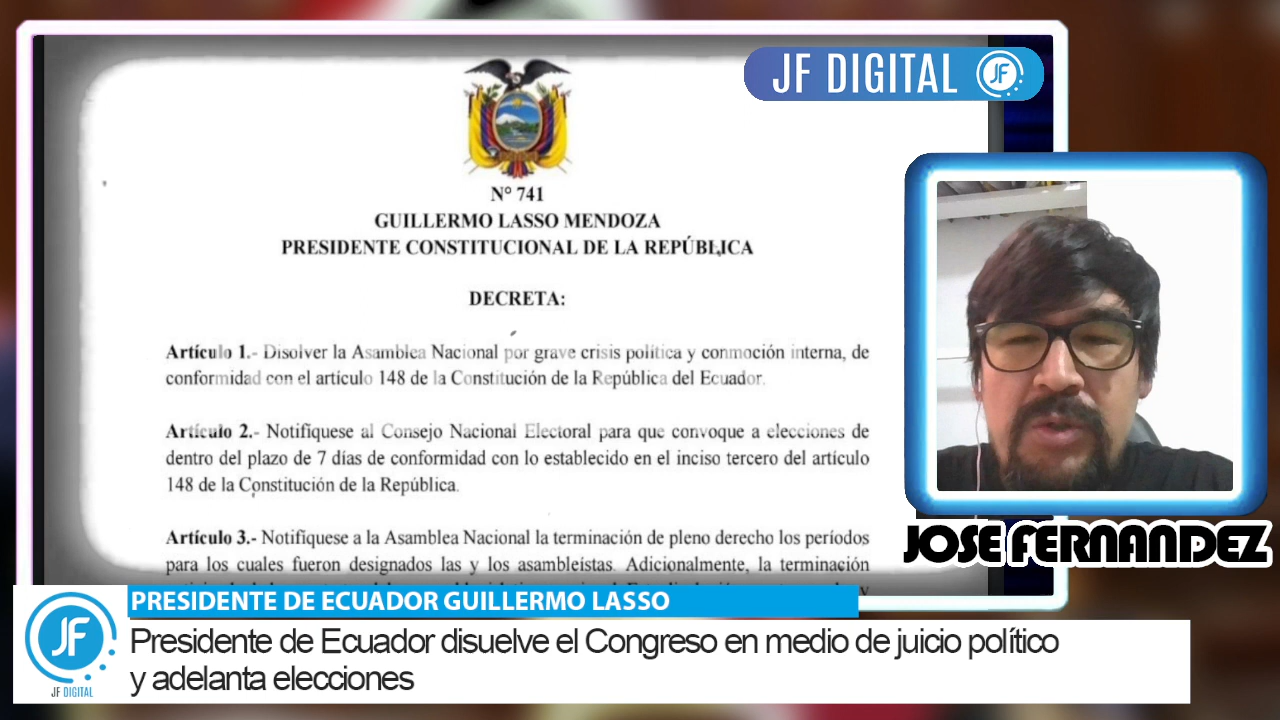 JF DIGITAL JF
N° 741
GUILLERMO LASSO MENDOZA
PRESIDENTE CONSTITUCIONAL DE LA REPÚBLICA
DECRETA:
Artículo 1.- Disolver la Asamblea Nacional por grave crisis política y conmoción interna, de
conformidad con el artículo 148 de la Constitución de la República del Ecuador.
Artículo 2.- Notifíquese al Consejo Nacional Electoral para que convoque a elecciones de
dentro del plazo de 7 días de conformidad con lo establecido en el inciso tercero del artículo
148 de la Constitución de la República.
Artículo 3.- Notifíquese a la Asamblea Nacional la terminación de pleno derecho los períodos
para los cuales fueron designados las y los asambleístas. Adicionalmente, la terminación
JOSE FERNANDEZ
PRESIDENTE DE ECUADOR GUILLERMO LASSO
Presidente de Ecuador disuelve el Congreso en medio de juicio político
y adelanta elecciones
JF
JF DIGITAL